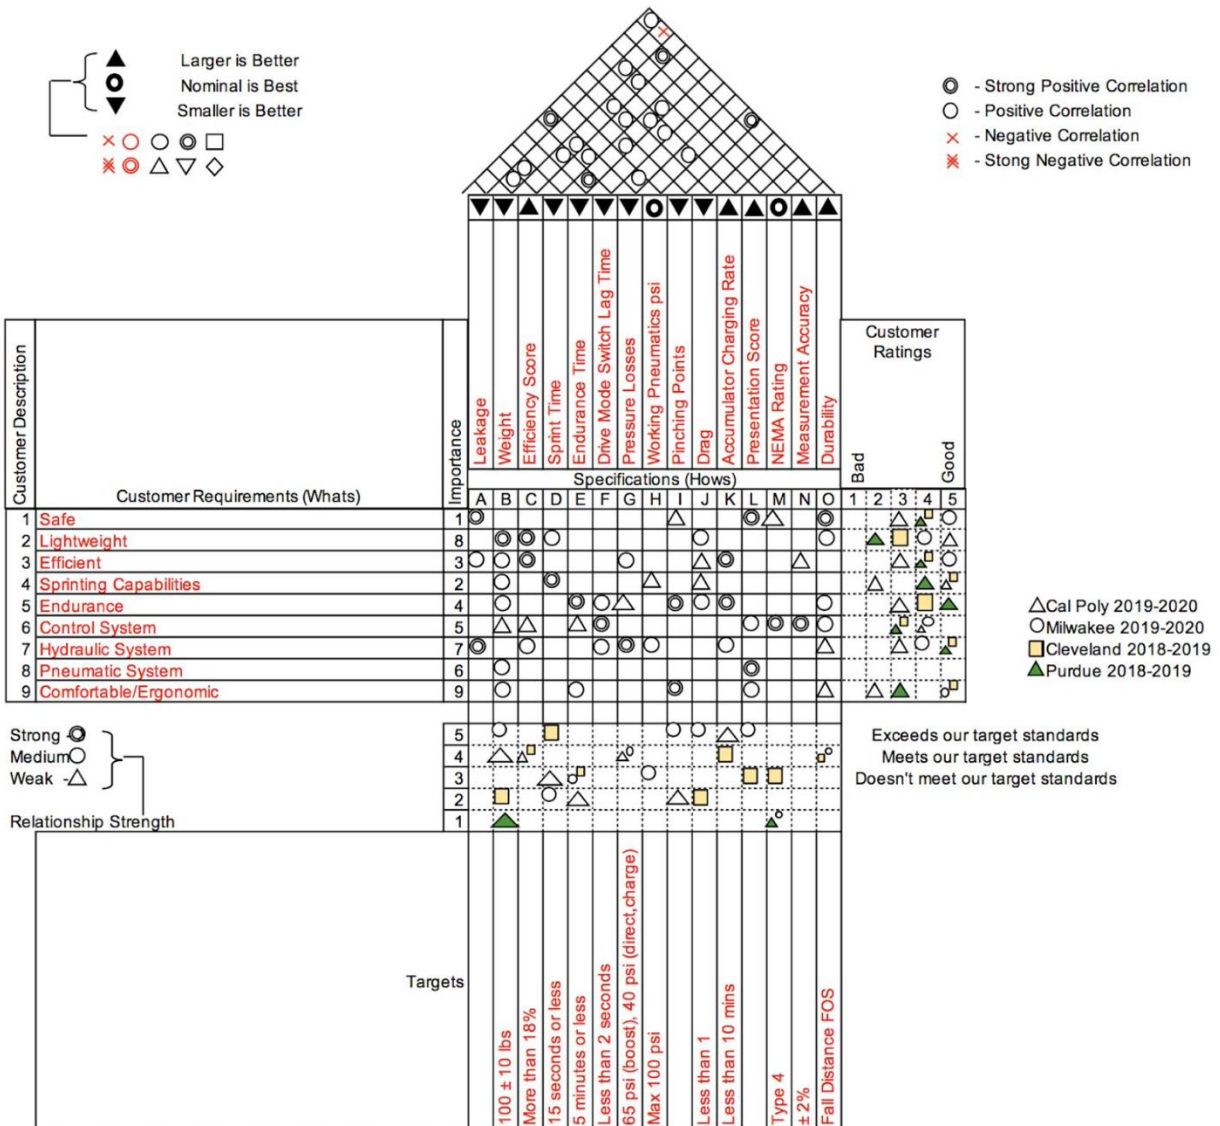 Larger is Better
Nominal is Best
Smaller is Better
- Strong Positive Correlation
- Positive Correlation
- Negative Correlation
- Stong Negative Correlation
Customer Description
Customer Requirements (Whats)
Importance
Leakage
Weight
Efficiency Score
Sprint Time
Endurance Time
Drive Mode Switch Lag Time
Pressure Losses
Working Pneumatics psi
Pinching Points
Drag
Accumulator Charging Rate
Presentation Score
NEMA Rating
Measurement Accuracy
Durability
Customer
Ratings
Bad
Good
Specifications (Hows)
A B C D E F G H I J K L M N O 1 2 3 4 5
1 Safe 1
2 Lightweight 8
3 Efficient 3
4 Sprinting Capabilities 2
5 Endurance 4
6 Control System 5
7 Hydraulic System 7
8 Pneumatic System 6
9 Comfortable/Ergonomic 9
Cal Poly 2019-2020
Milwakee 2019-2020
Cleveland 2018-2019
Purdue 2018-2019
Strong -
Medium
Weak -
Relationship Strength
5
4
3
2
1
Exceeds our target standards
Meets our target standards
Doesn't meet our target standards
Targets
100 ± 10 lbs
More than 18%
15 seconds or less
5 minutes or less
Less than 2 seconds
65 psi (boost), 40 psi (direct,charge)
Max 100 psi
Less than 1
Less than 10 mins
Type 4
± 2%
Fall Distance FOS